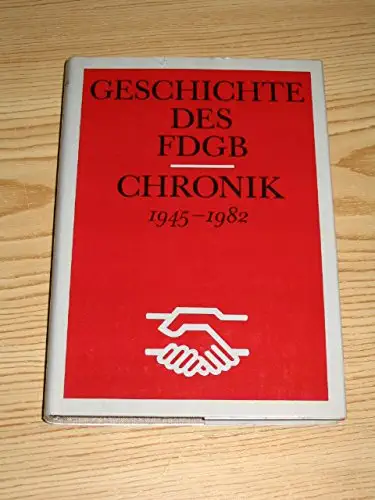 GESCHICHTE
DES
FDGB
CHRONIK
1945–1982